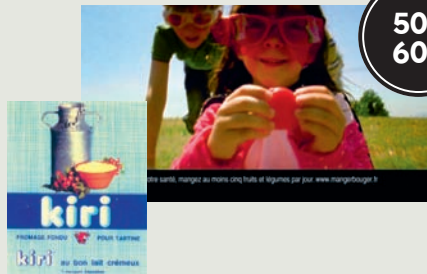 50
60
otre santé, mangez au moins cinq fruits et légumes par jour. www.mangerbouger.fr
kiri
FROMAGE FONDU POUR TARTINE
kiri au bon lait crémeux